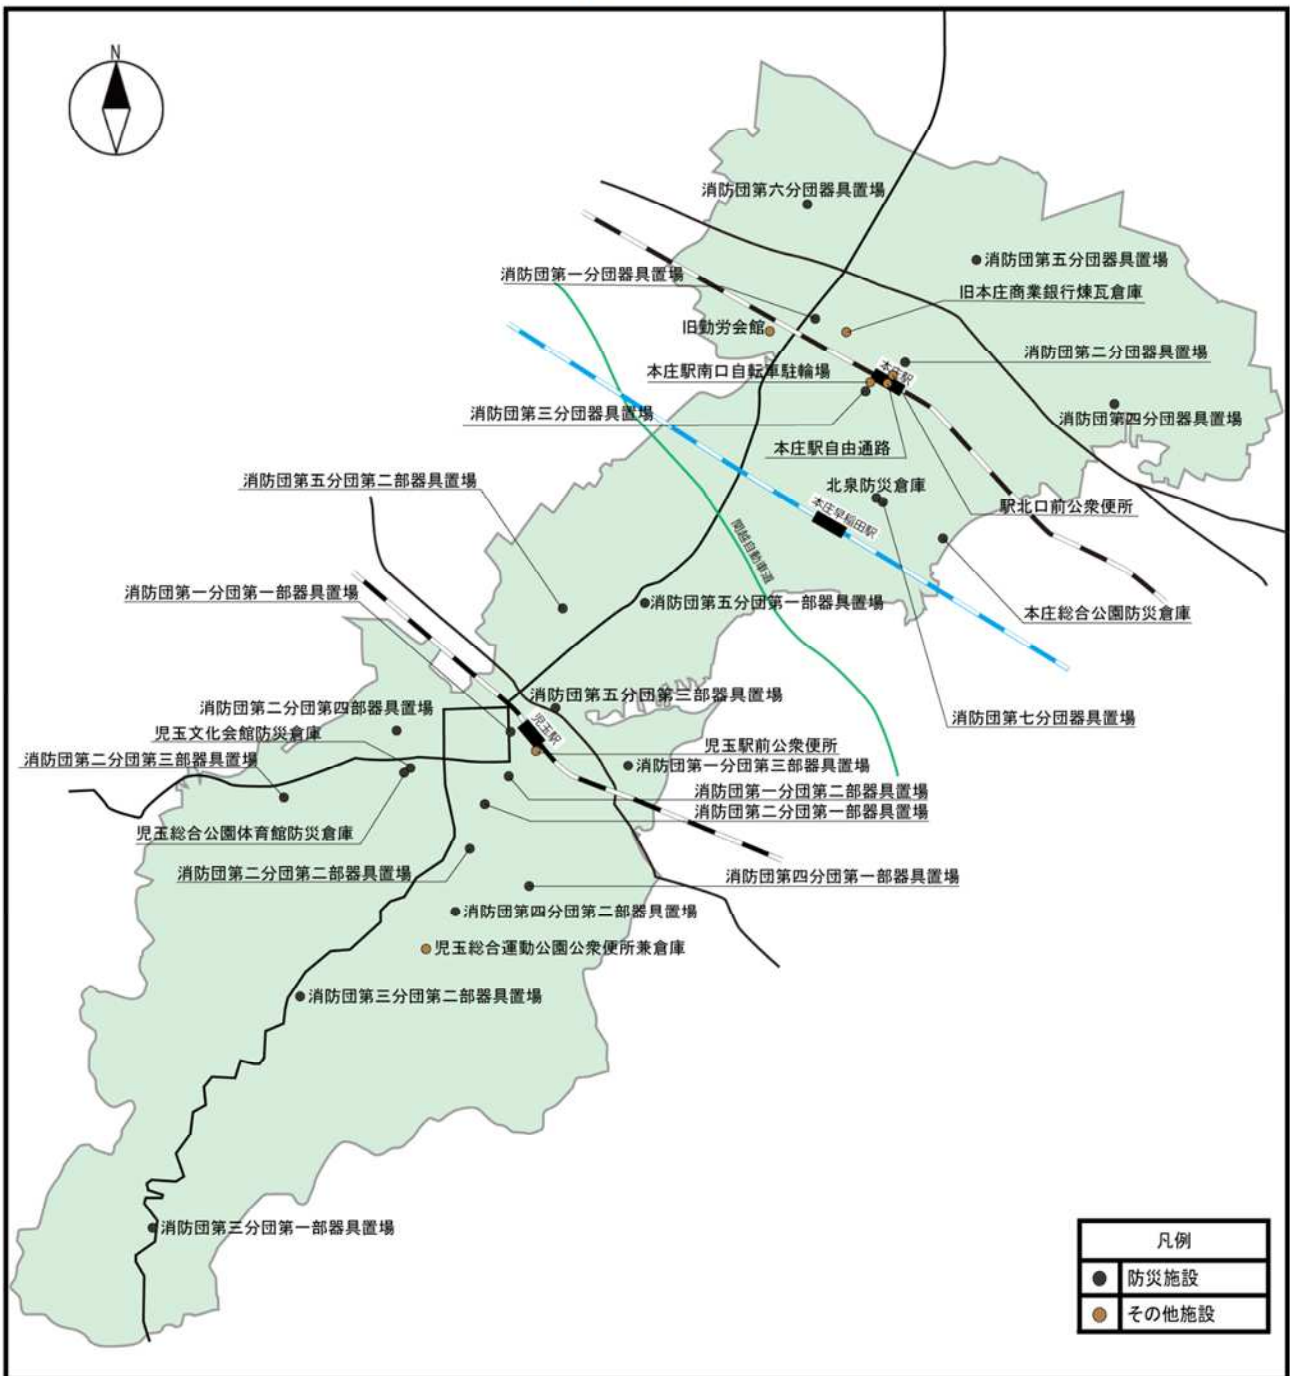 N
消防団第六分団器具置場
消防団第五分団器具置場
消防団第一分団器具置場
旧本庄商業銀行煉瓦倉庫
旧勤労会館
消防団第二分団器具置場
本庄駅
本庄駅南口自転車駐輪場
消防団第三分団器具置場
消防団第四分団器具置場
本庄駅自由通路
消防団第五分団第二部器具置場
北泉防災倉庫
駅北口前公衆便所
本庄早稲田駅
関越自動車道
消防団第一分団第一部器具置場
消防団第五分団第一部器具置場
本庄総合公園防災倉庫
消防団第五分団第三部器具置場
消防団第二分団第四部器具置場
消防団第七分団器具置場
児玉文化会館防災倉庫
児玉駅
児玉駅前公衆便所
消防団第二分団第三部器具置場
消防団第一分団第三部器具置場
消防団第一分団第二部器具置場
消防団第二分団第一部器具置場
児玉総合公園体育館防災倉庫
消防団第二分団第二部器具置場
消防団第四分団第一部器具置場
消防団第四分団第二部器具置場
児玉総合運動公園公衆便所兼倉庫
消防団第三分団第二部器具置場
消防団第三分団第一部器具置場
凡例
防災施設
その他施設